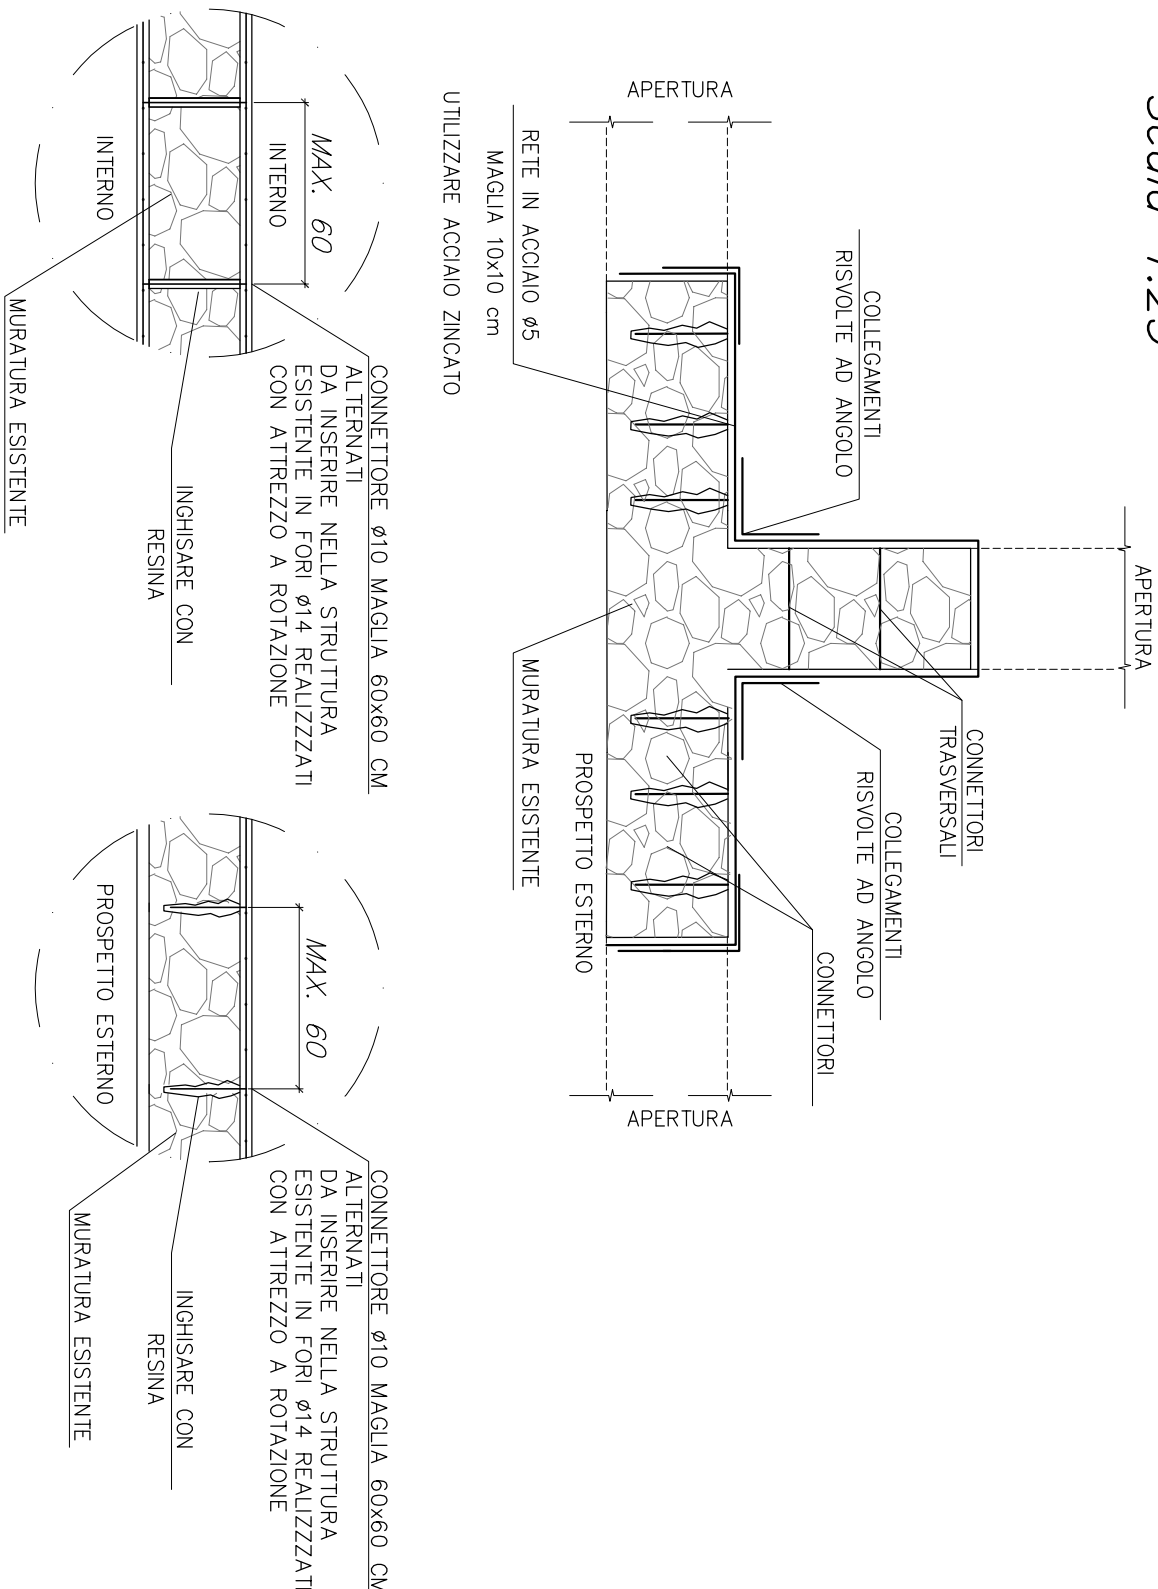 APERTURA
CONNETTORI
TRASVERSALI
COLLEGAMENTI
RISVOLTE AD ANGOLO
COLLEGAMENTI
RISVOLTE AD ANGOLO
CONNETTORI
APERTURA
APERTURA
PROSPETTO ESTERNO
RETE IN ACCIAIO ø5
MAGLIA 10x10 cm
UTILIZZARE ACCIAIO ZINCATO
MURATURA ESISTENTE
CONNETTORE ø10 MAGLIA 60x60 CM
ALTERNATI
DA INSERIRE NELLA STRUTTURA
ESISTENTE IN FORI ø14 REALIZZZATI
CON ATTREZZO A ROTAZIONE
MAX. 60
INTERNO
INTERNO
INGHISARE CON
RESINA
MURATURA ESISTENTE
CONNETTORE ø10 MAGLIA 60x60 CM
ALTERNATI
DA INSERIRE NELLA STRUTTURA
ESISTENTE IN FORI ø14 REALIZZZATI
CON ATTREZZO A ROTAZIONE
MAX. 60
PROSPETTO ESTERNO
INGHISARE CON
RESINA
MURATURA ESISTENTE